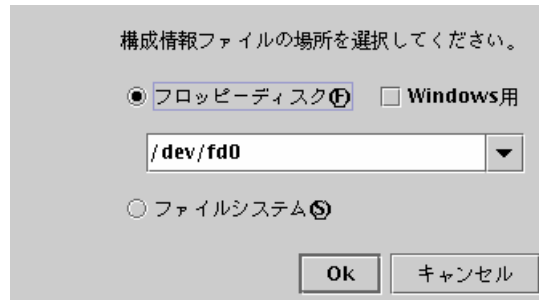 構成情報ファイルの場所を選択してください。
フロッピーディスク(F) Windows用
/dev/fd0
ファイルシステム(S)
Ok キャンセル